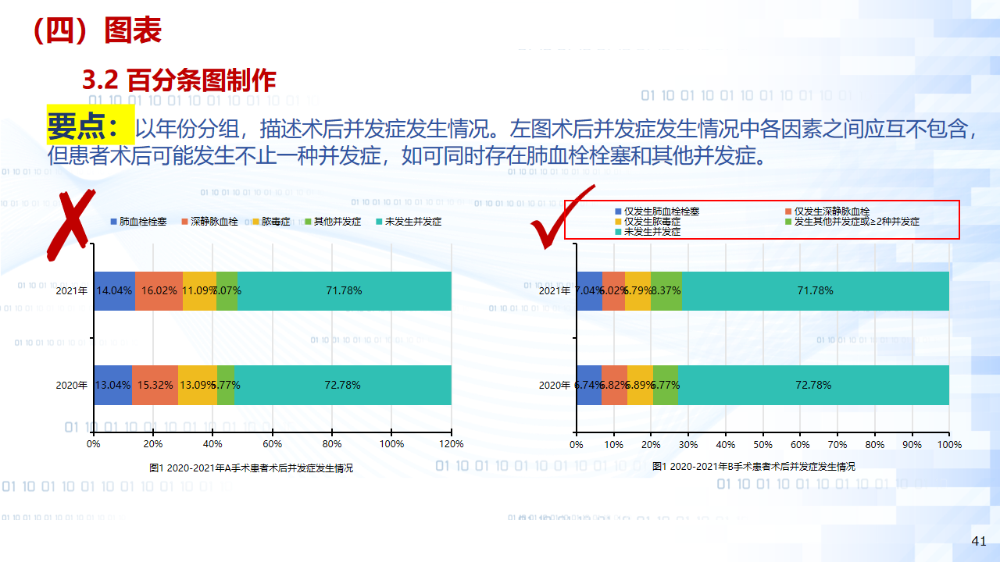 （四）图表
3.2 百分条图制作
要点：以年份分组，描述术后并发症发生情况。左图术后并发症发生情况中各因素之间应互不包含，
但患者术后可能发生不止一种并发症，如可同时存在肺血栓栓塞和其他并发症。
肺血栓栓塞 深静脉血栓 脓毒症 其他并发症 未发生并发症
2021年 14.04% 16.02% 11.09% 7.07% 71.78%
2020年 13.04% 15.32% 13.09% 5.77% 72.78%
0% 20% 40% 60% 80% 100% 120%
图1 2020-2021年A手术患者术后并发症发生情况
仅发生肺血栓栓塞 仅发生深静脉血栓
仅发生脓毒症 发生其他并发症或≥2种并发症
未发生并发症
2021年 7.04% 6.02% 6.79% 8.37% 71.78%
2020年 6.74% 6.82% 6.89% 6.77% 72.78%
0% 10% 20% 30% 40% 50% 60% 70% 80% 90% 100%
图1 2020-2021年B手术患者术后并发症发生情况
41